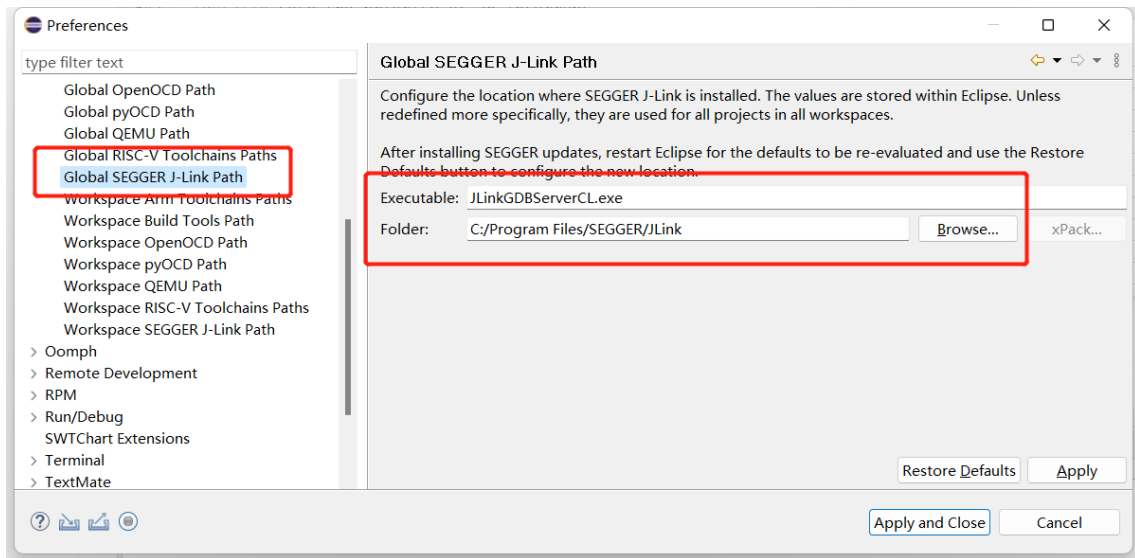 Preferences
type filter text
Global OpenOCD Path
Global pyOCD Path
Global QEMU Path
Global RISC-V Toolchains Paths
Global SEGGER J-Link Path
Workspace Arm Toolchains Paths
Workspace Build Tools Path
Workspace OpenOCD Path
Workspace pyOCD Path
Workspace QEMU Path
Workspace RISC-V Toolchains Paths
Workspace SEGGER J-Link Path
Oomph
Remote Development
RPM
Run/Debug
SWTChart Extensions
Terminal
TextMate
Global SEGGER J-Link Path
Configure the location where SEGGER J-Link is installed. The values are stored within Eclipse. Unless
redefined more specifically, they are used for all projects in all workspaces.
After installing SEGGER updates, restart Eclipse for the defaults to be re-evaluated and use the Restore
Defaults button to configure the new location.
Executable: JLinkGDBServerCL.exe
Folder: C:/Program Files/SEGGER/JLink Browse... xPack...
Restore Defaults Apply
Apply and Close Cancel